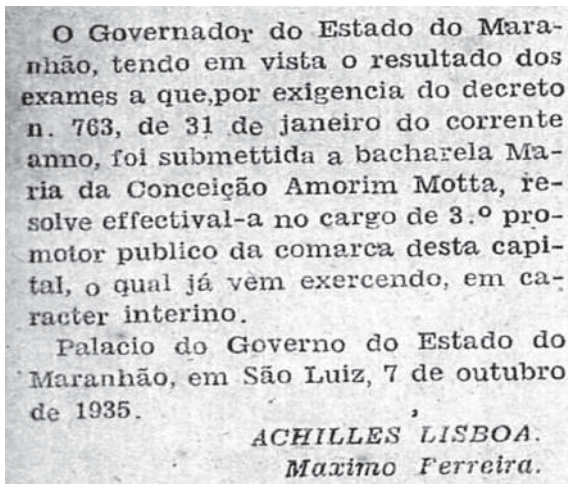 O Governador do Estado do Mara-
nhão, tendo em vista o resultado dos
exames a que,por exigencia do decreto
n. 763, de 31 de janeiro do corrente
anno, foi submettida a bacharela Ma-
ria da Conceição Amorim Motta, re-
solve effectival-a no cargo de 3.º pro-
motor publico da comarca desta capi-
tal, o qual já vem exercendo, em ca-
racter interino.
Palacio do Governo do Estado do
Maranhão, em São Luiz, 7 de outubro
de 1935.
ACHILLES LISBOA.
Maximo Ferreira.